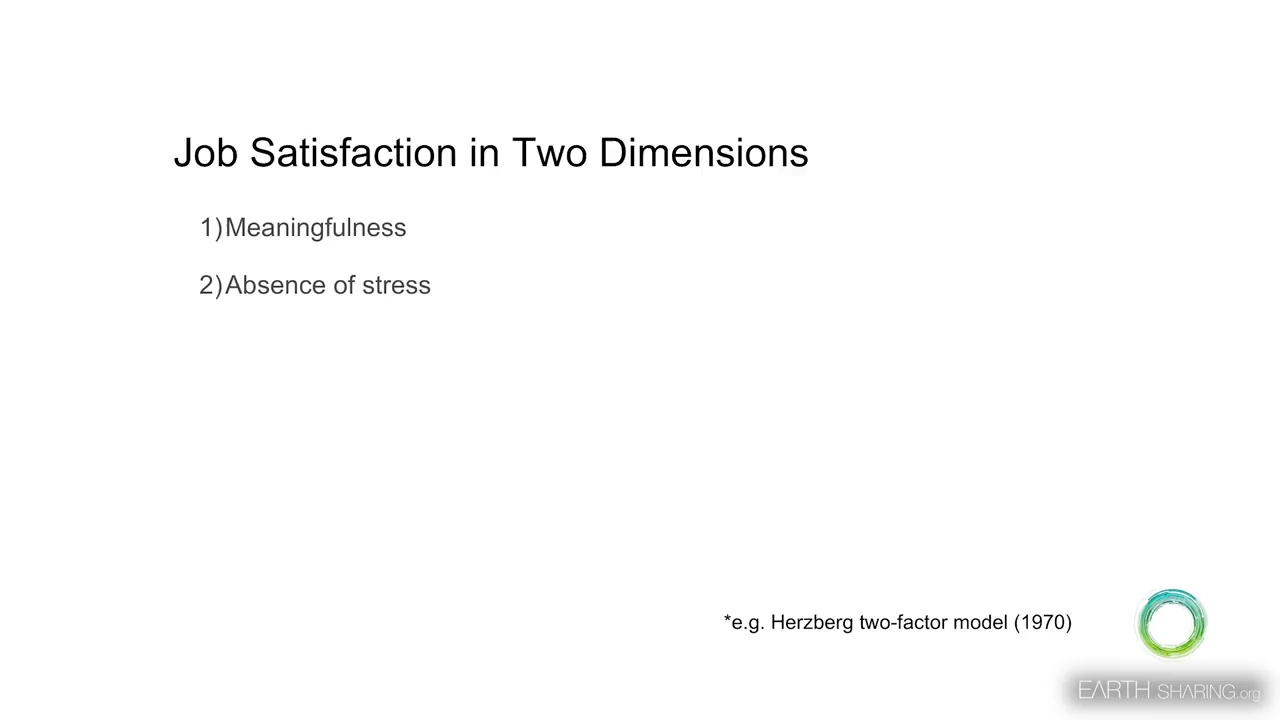 Job Satisfaction in Two Dimensions
1)Meaningfulness
2)Absence of stress
*e.g. Herzberg two-factor model (1970)
EARTH SHARING.org